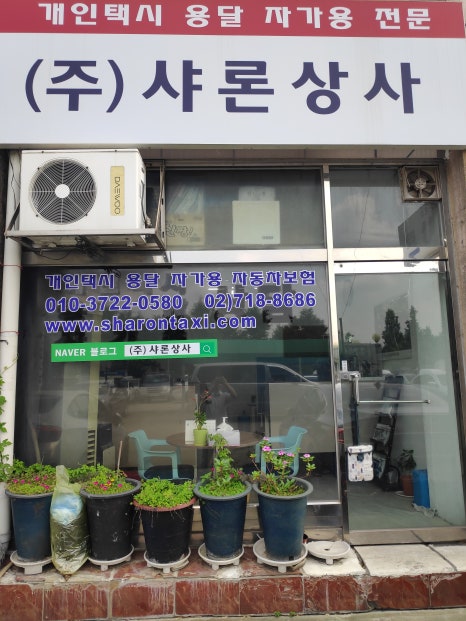 개인택시 용달 자가용 전문
(주) 샤론상사
DAEWOO
개인택시 용달 자가용 자동차보험
010-3722-0580 02)718-8686
www.sharontaxi.com
NAVER 블로그 (주)샤론상사